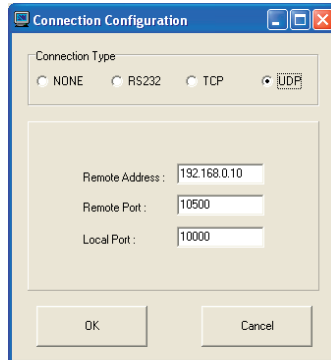 Connection Configuration
Connection Type
NONE RS232 TCP UDP
Remote Address : 192.168.0.10
Remote Port : 10500
Local Port : 10000
OK Cancel